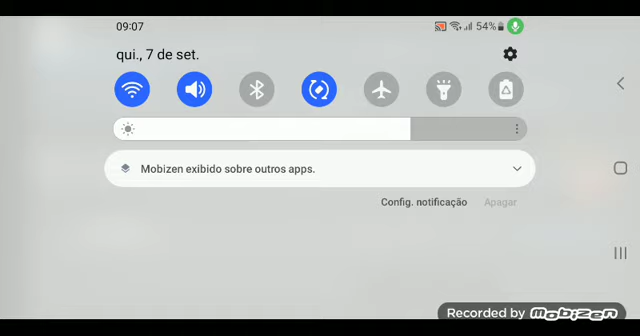 09:07
54%
qui., 7 de set.
Mobizen exibido sobre outros apps.
Config. notificação
Apagar
Recorded by Mobizen